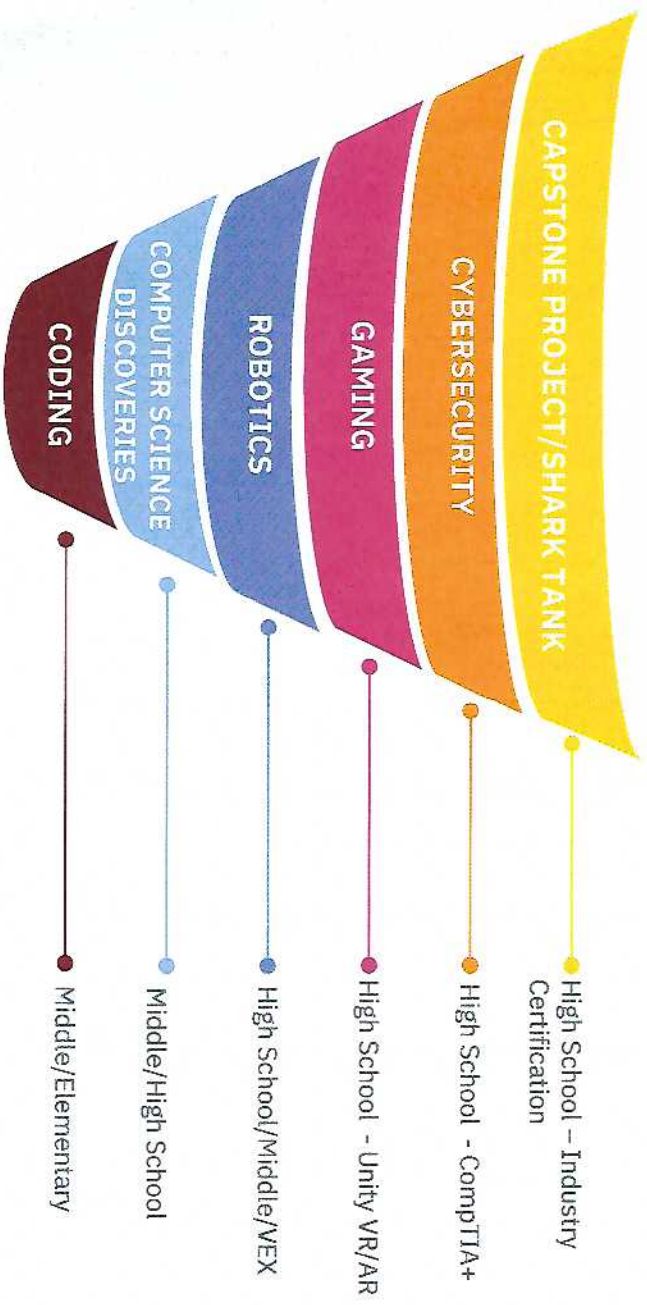 CAPSTONE PROJECT/SHARK TANK
High School – Industry
Certification
CYBERSECURITY
High School - CompTIA+
GAMING
High School - Unity VR/AR
ROBOTICS
High School/Middle/VEX
COMPUTER SCIENCE
DISCOVERIES
Middle/High School
CODING
Middle/Elementary